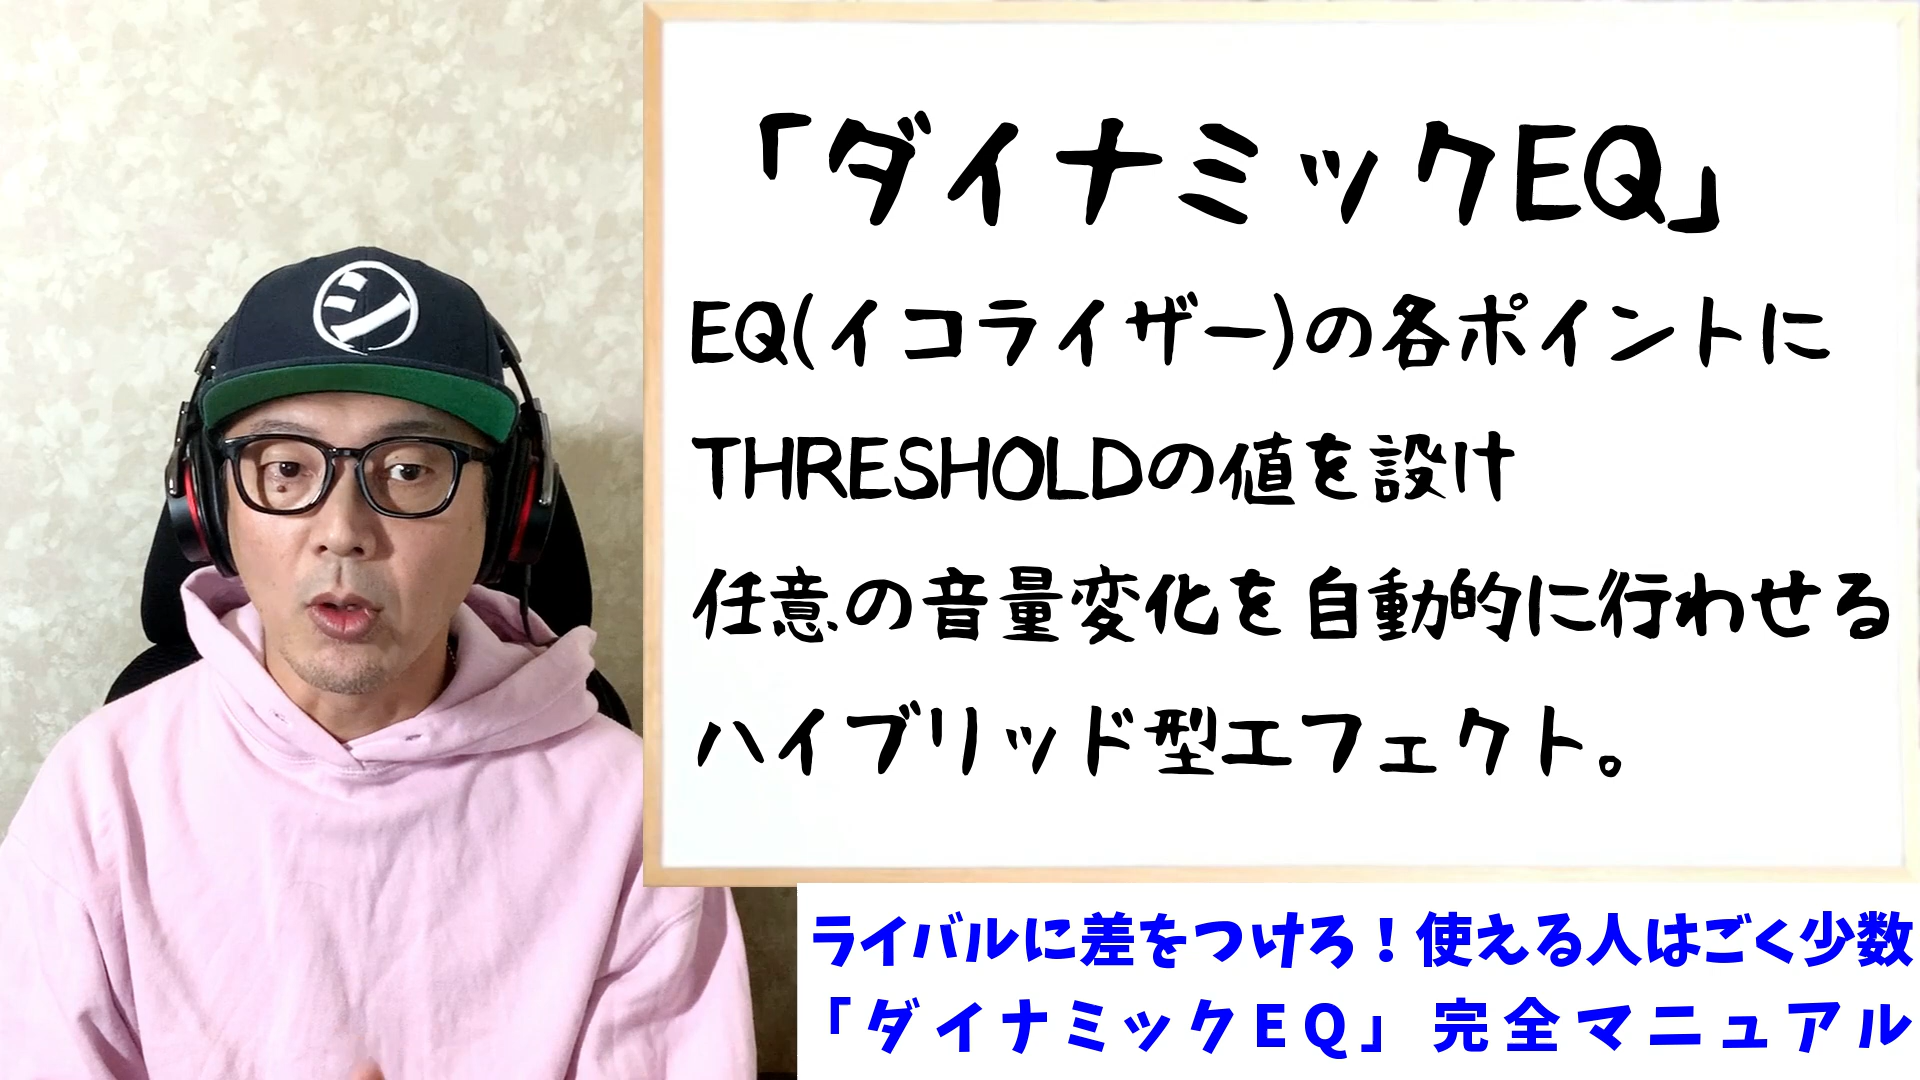 シ
「ダイナミックEQ」
EQ(イコライザー)の各ポイントに
THRESHOLDの値を設け
任意の音量変化を自動的に行わせる
ハイブリッド型エフェクト。
ライバルに差をつけろ!使える人はごく少数
「ダイナミックEQ」完全マニュアル